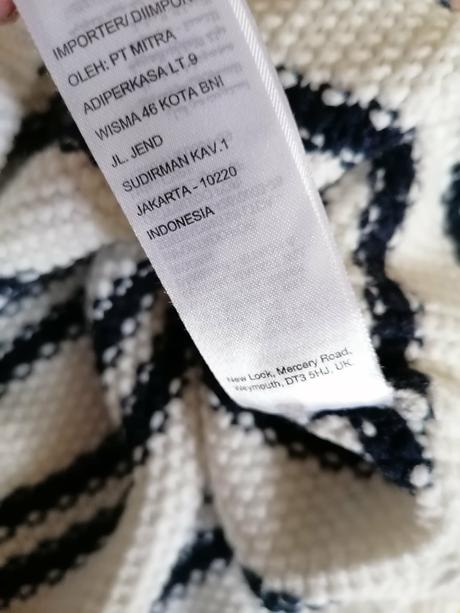 IMPORTER/ DIIMPOR
OLEH: PT MITRA
ADIPERKASA LT.9
WISMA 46 KOTA BNI
JL. JEND
SUDIRMAN KAV.1
JAKARTA - 10220
INDONESIA
New Look, Mercery Road,
Weymouth, DT3 5HJ, UK.